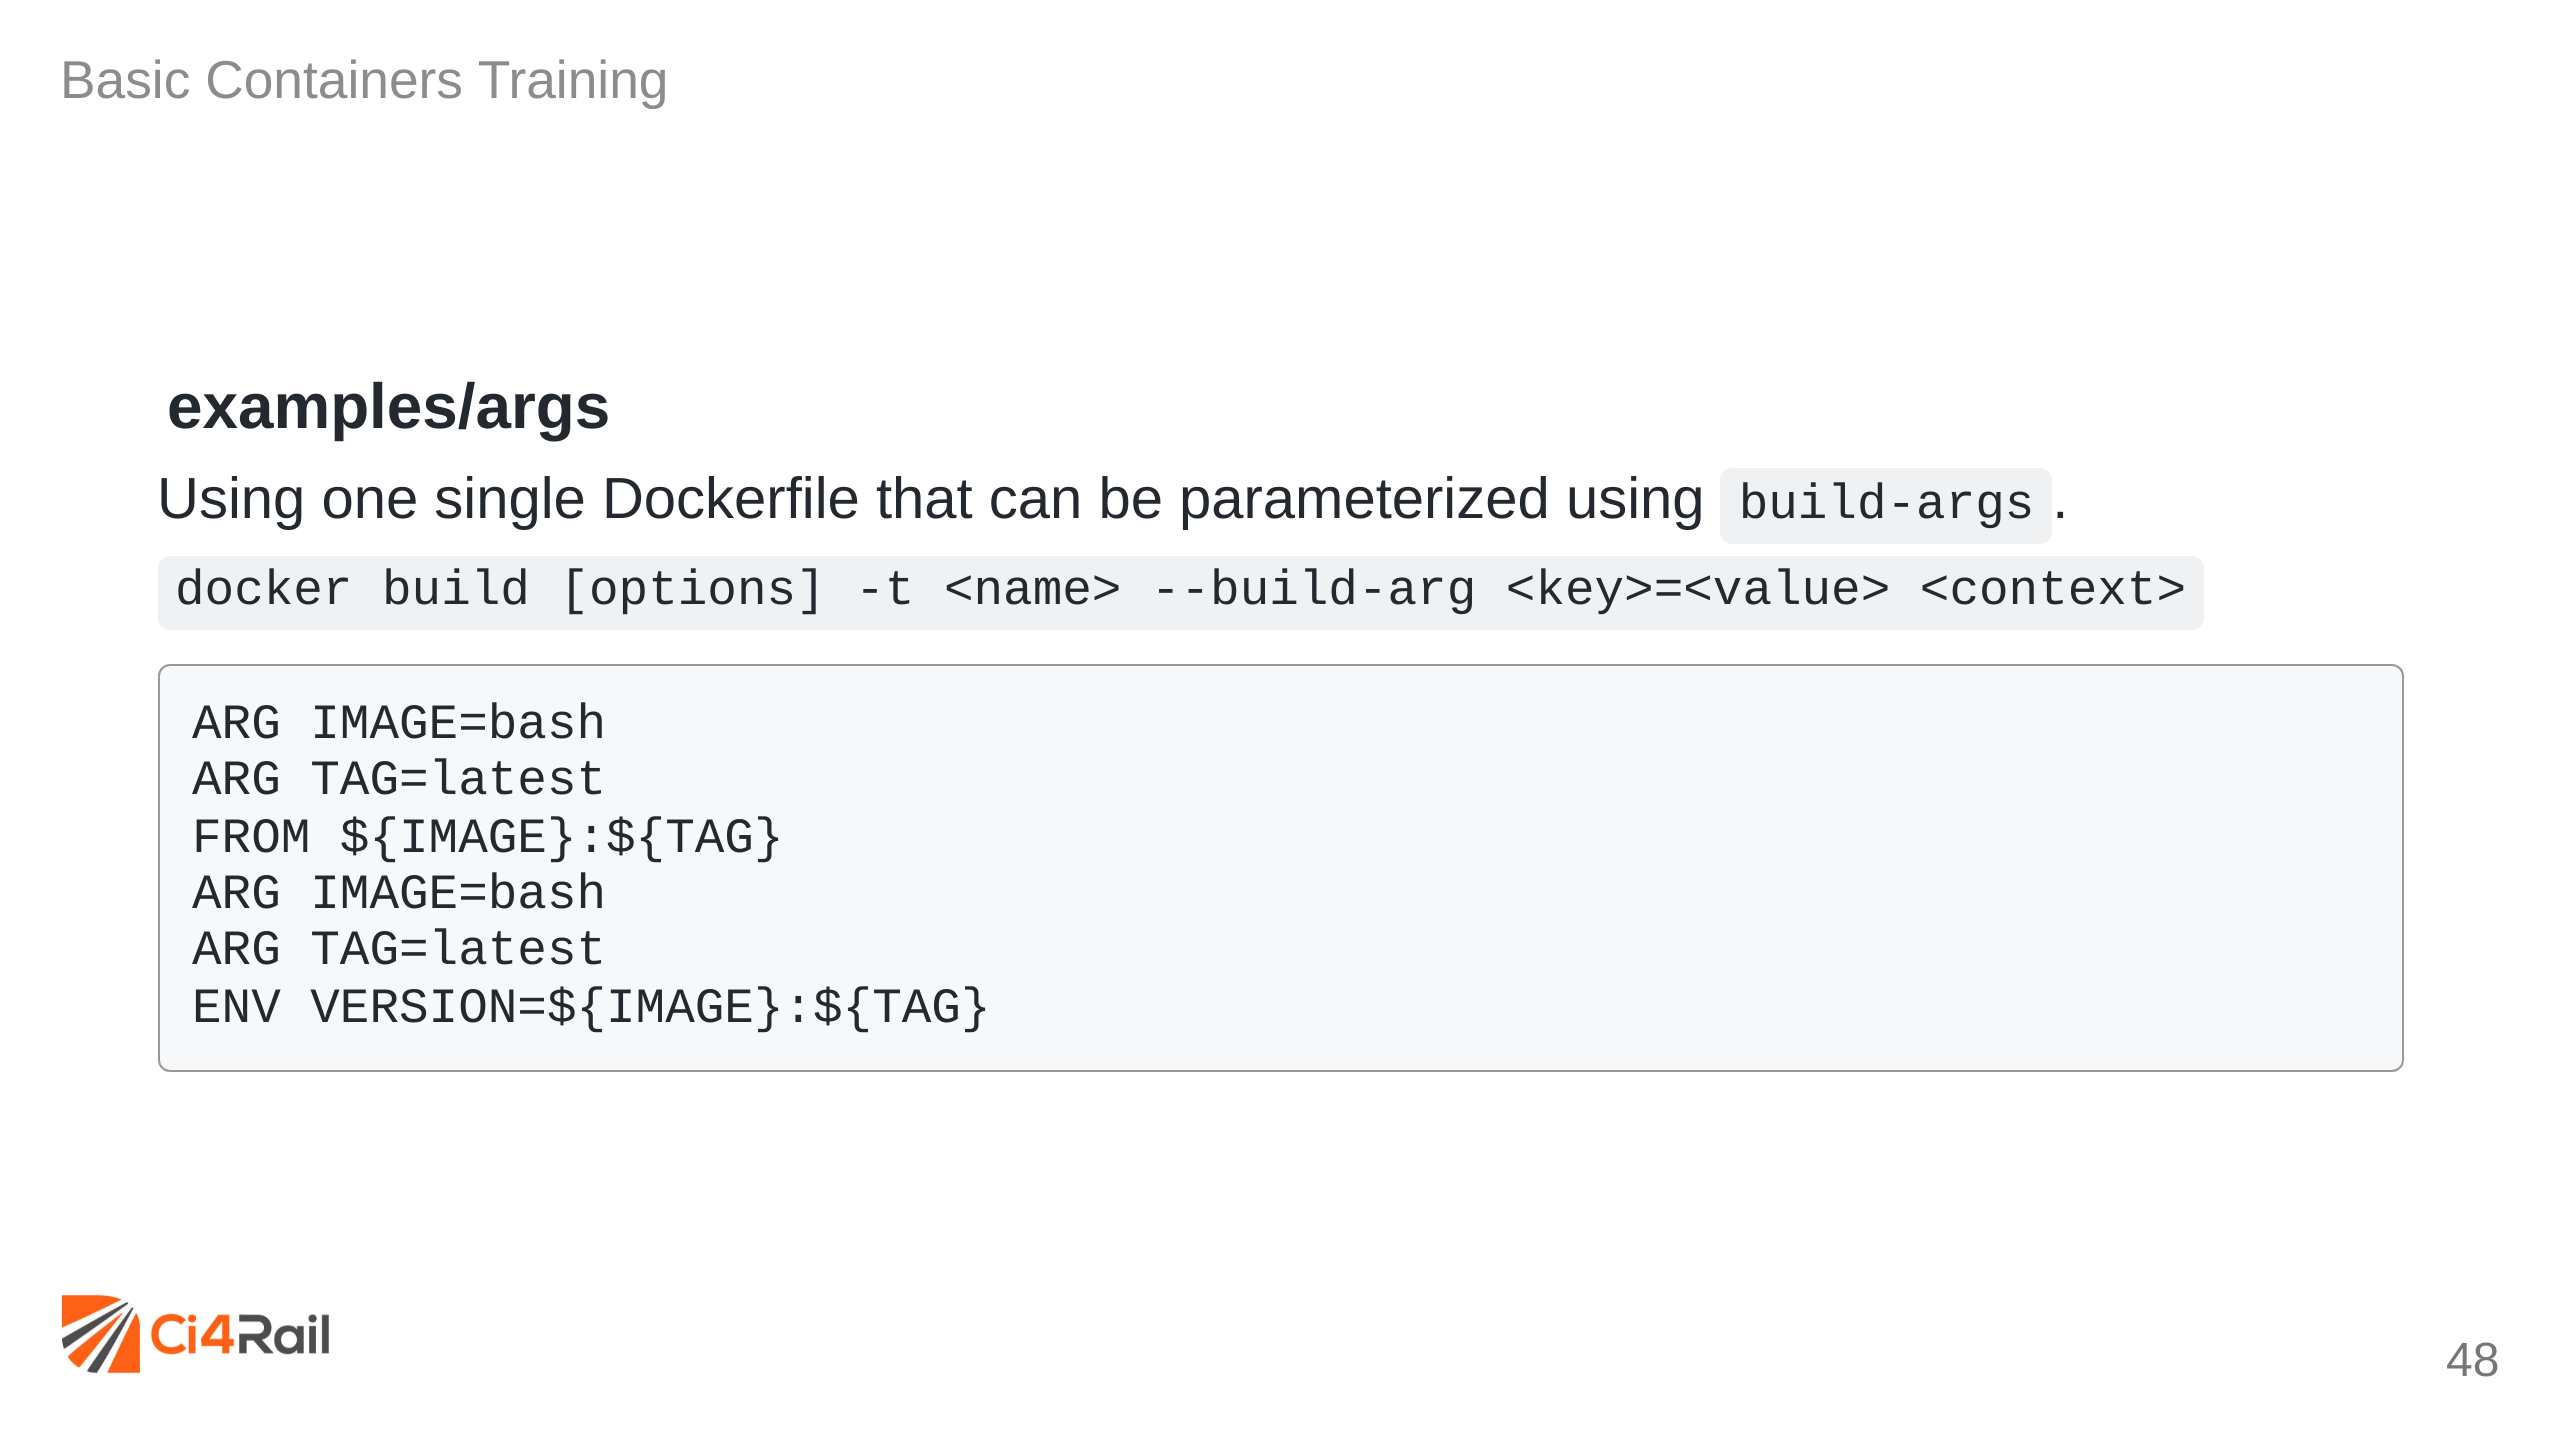 Basic Containers Training
examples/args
Using one single Dockerfile that can be parameterized using build-args.
docker build [options] -t <name> --build-arg <key>=<value> <context>
ARG IMAGE=bash
ARG TAG=latest
FROM ${IMAGE}:${TAG}
ARG IMAGE=bash
ARG TAG=latest
ENV VERSION=${IMAGE}:${TAG}
Ci4Rail
48